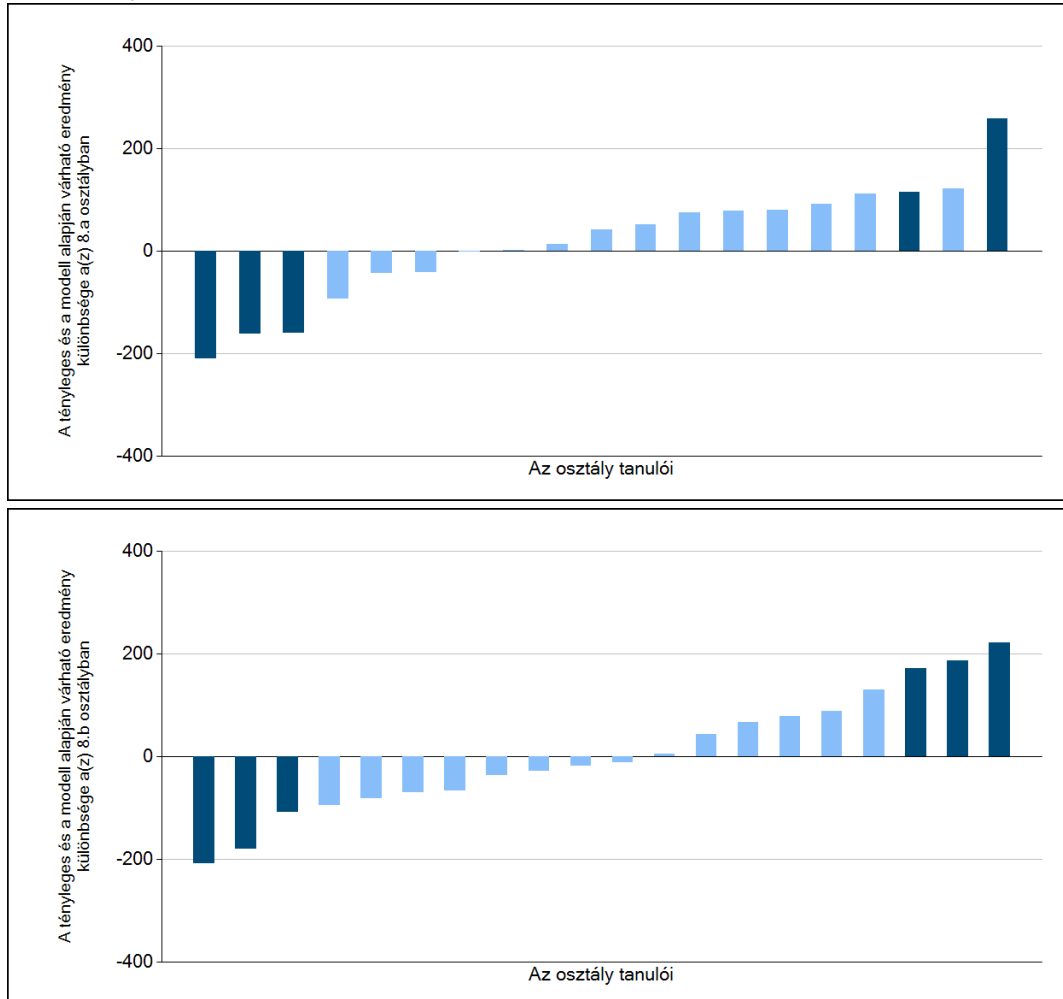 A tényleges és a modell alapján várható eredmény
különbsége a(z) 8.a osztályban
400
200
0
-200
-400
Az osztály tanulói
A tényleges és a modell alapján várható eredmény
különbsége a(z) 8.b osztályban
400
200
0
-200
-400
Az osztály tanulói